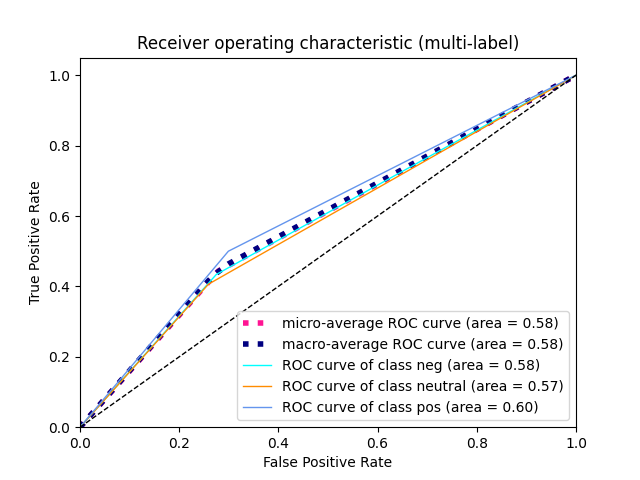 Receiver operating characteristic (multi-label)
1.0
0.8
0.6
0.4
0.2
0.0
True Positive Rate
micro-average ROC curve (area = 0.58)
macro-average ROC curve (area = 0.58)
ROC curve of class neg (area = 0.58)
ROC curve of class neutral (area = 0.57)
ROC curve of class pos (area = 0.60)
0.0 0.2 0.4 0.6 0.8 1.0
False Positive Rate